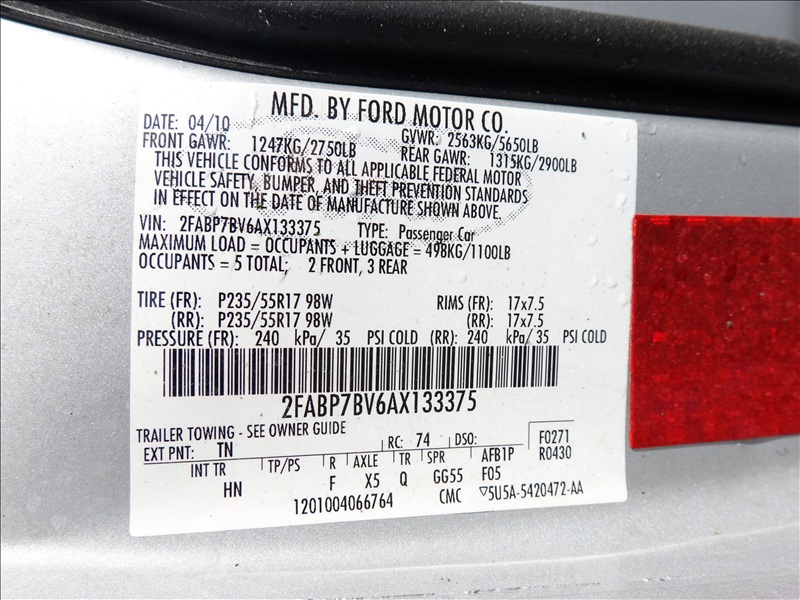 MFD. BY FORD MOTOR CO.
DATE: 04/10 GVWR: 2563KG/5650LB
FRONT GAWR: 1247KG/2750LB REAR GAWR: 1315KG/2900LB
THIS VEHICLE CONFORMS TO ALL APPLICABLE FEDERAL MOTOR
VEHICLE SAFETY, BUMPER, AND THEFT PREVENTION STANDARDS
IN EFFECT ON THE DATE OF MANUFACTURE SHOWN ABOVE.
VIN: 2FABP7BV6AX133375 TYPE: Passenger Car
MAXIMUM LOAD = OCCUPANTS + LUGGAGE = 498KG/1100LB
OCCUPANTS = 5 TOTAL; 2 FRONT, 3 REAR
TIRE (FR): P235/55R17 98W RIMS (FR): 17x7.5
(RR): P235/55R17 98W (RR): 17x7.5
PRESSURE (FR): 240 kPa/ 35 PSI COLD (RR): 240 kPa/ 35 PSI COLD
2FABP7BV6AX133375
TRAILER TOWING - SEE OWNER GUIDE
EXT PNT: TN RC: 74 DSO: F0271
INT TR TP/PS R AXLE TR SPR AFB1P R0430
HN F X5 Q GG55 F05
1201004066764 CMC ▽5U5A-5420472-AA